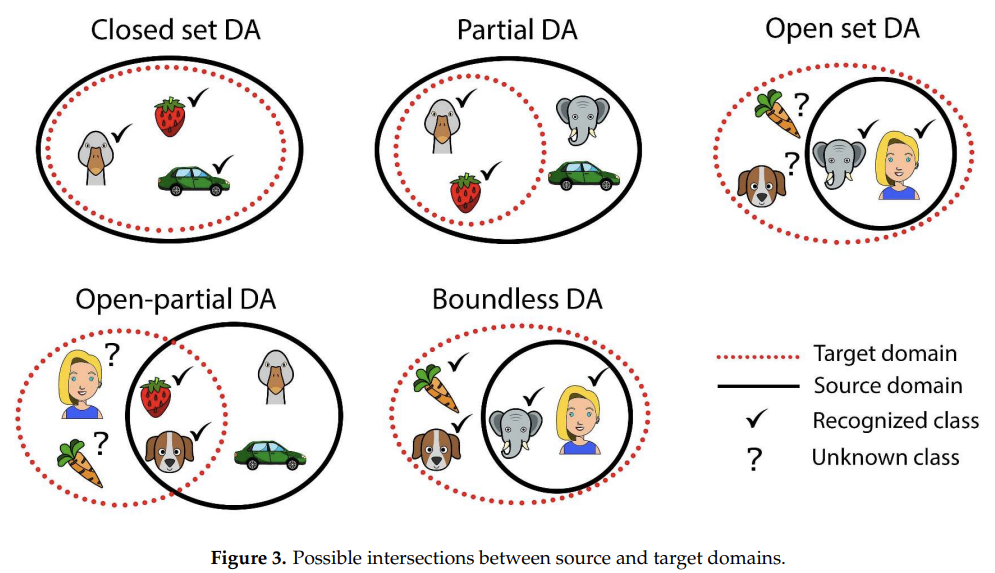 Closed set DA
Partial DA
Open set DA
✓
✓
✓
✓
✓
?
?
✓
✓
Open-partial DA
Boundless DA
?
?
✓
✓
✓
✓
✓
✓
Target domain
Source domain
✓ Recognized class
? Unknown class
Figure 3. Possible intersections between source and target domains.